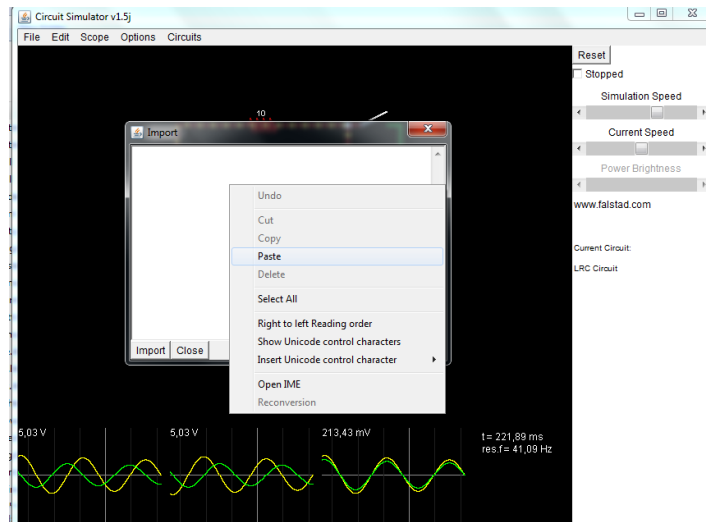 Circuit Simulator v1.5j
File Edit Scope Options Circuits
Reset
Stopped
Simulation Speed
Current Speed
Power Brightness
www.falstad.com
Current Circuit:
LRC Circuit
10
Import
Undo
Cut
Copy
Paste
Delete
Select All
Right to left Reading order
Show Unicode control characters
Insert Unicode control character
Open IME
Reconversion
Import Close
5,03 V 5,03 V 213,43 mV
t= 221,89 ms
res.f= 41,09 Hz